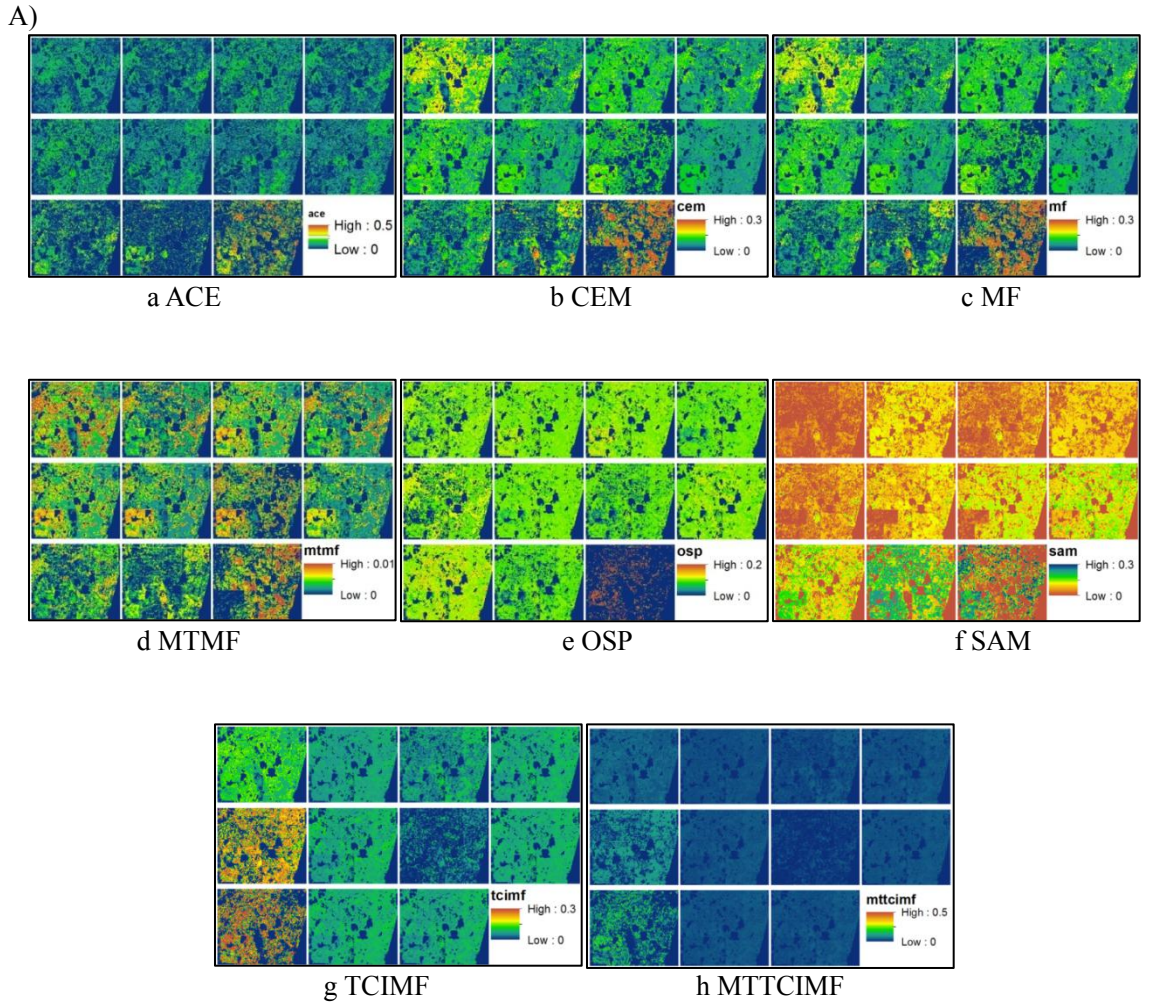 A)
ace
High : 0.5
Low : 0
cem
High : 0.3
Low : 0
mf
High : 0.3
Low : 0
a ACE
b CEM
c MF
mtmf
High : 0.01
Low : 0
osp
High : 0.2
Low : 0
sam
High : 0.3
Low : 0
d MTMF
e OSP
f SAM
tcimf
High : 0.3
Low : 0
mttcimf
High : 0.5
Low : 0
g TCIMF
h MTTCIMF